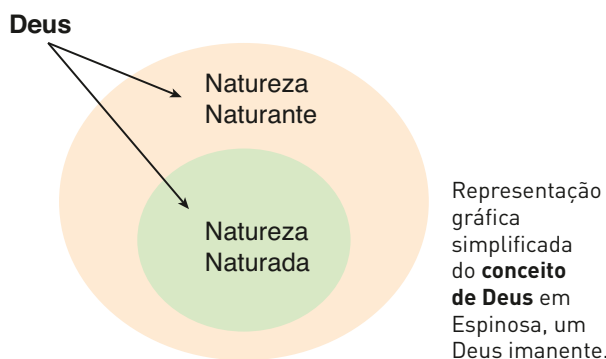 Deus
Natureza
Naturante
Natureza
Naturada
Representação
gráfica
simplificada
do conceito
de Deus em
Espinosa, um
Deus imanente.